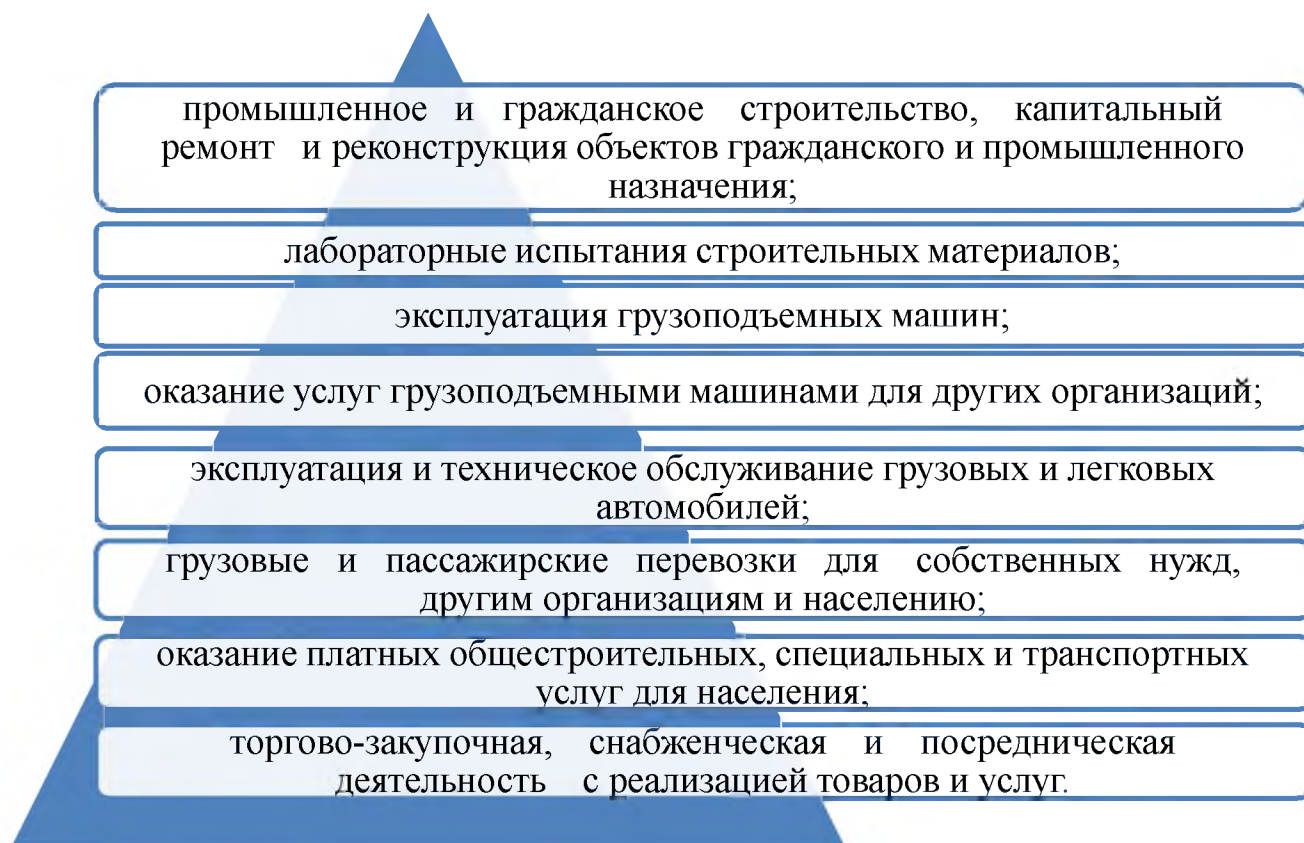 промышленное и гражданское строительство, капитальный
ремонт и реконструкция объектов гражданского и промышленного
назначения;
лабораторные испытания строительных материалов;
эксплуатация грузоподъемных машин;
оказание услуг грузоподъемными машинами для других организаций;
эксплуатация и техническое обслуживание грузовых и легковых
автомобилей;
грузовые и пассажирские перевозки для собственных нужд,
другим организациям и населению;
оказание платных общестроительных, специальных и транспортных
услуг для населения;
торгово-закупочная, снабженческая и посредническая
деятельность с реализацией товаров и услуг.